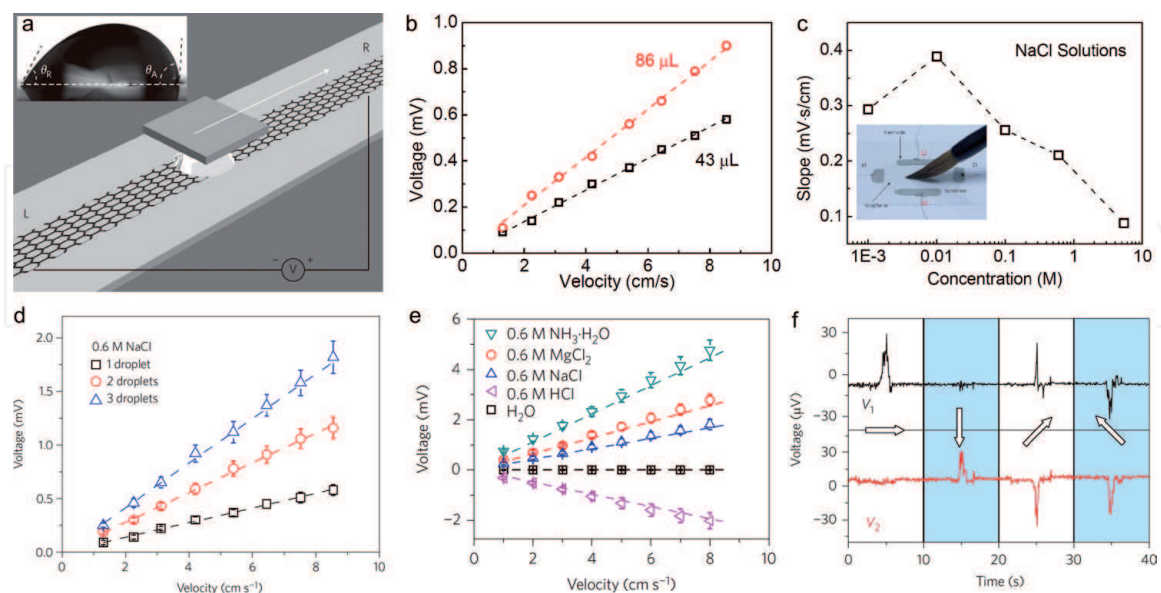 a
θR
θA
R
L
− V +
b
1.0
0.8
0.6
0.4
0.2
0.0
Voltage (mV)
86 μL
43 μL
0 2 4 6 8 10
Velocity (cm/s)
c
NaCl Solutions
0.4
0.3
0.2
0.1
Slope (mV·s/cm)
1E-3 0.01 0.1 1 10
Concentration (M)
d
0.6 M NaCl
1 droplet
2 droplets
3 droplets
2.0
1.5
1.0
0.5
0.0
Voltage (mV)
0 2 4 6 8 10
Velocity (cm s⁻¹)
e
0.6 M NH₃·H₂O
0.6 M MgCl₂
0.6 M NaCl
0.6 M HCl
H₂O
6
4
2
0
−2
Voltage (mV)
0 2 4 6 8 10
Velocity (cm s⁻¹)
f
30
0
−30
V₁
30
0
−30
V₂
Voltage (μV)
0 10 20 30 40
Time (s)